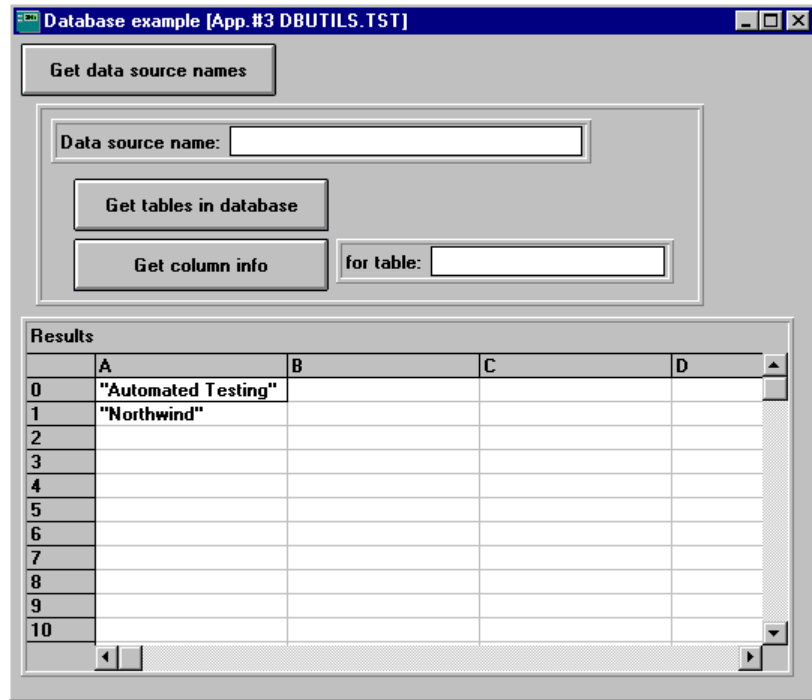 Database example [App.#3 DBUTILS.TST]
Get data source names
Data source name:
Get tables in database
Get column info
for table:
Results
A B C D
0 "Automated Testing"
1 "Northwind"
2
3
4
5
6
7
8
9
10